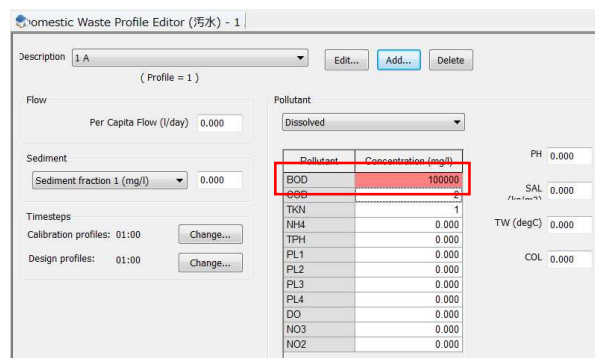 Domestic Waste Profile Editor (汚水) - 1
Description 1 A Edit... Add... Delete
( Profile = 1 )
Flow
Per Capita Flow (l/day) 0.000
Sediment
Sediment fraction 1 (mg/l) 0.000
Timesteps
Calibration profiles: 01:00 Change...
Design profiles: 01:00 Change...
Pollutant
Dissolved
Pollutant Concentration (mg/l)
BOD 100000
COD 2
TKN 1
NH4 0.000
TPH 0.000
PL1 0.000
PL2 0.000
PL3 0.000
PL4 0.000
DO 0.000
NO3 0.000
NO2 0.000
PH 0.000
SAL 0.000
(kg/m3)
TW (degC) 0.000
COL 0.000